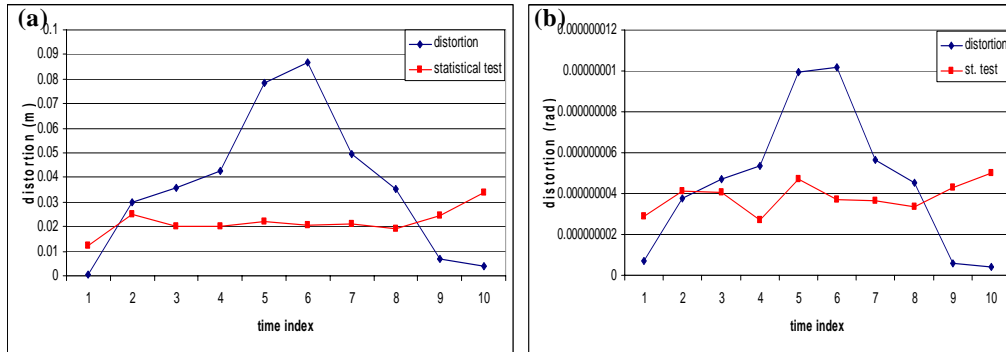 (a)
distortion (m)
0.1
0.09
0.08
0.07
0.06
0.05
0.04
0.03
0.02
0.01
0
distortion
statistical test
1 2 3 4 5 6 7 8 9 10
time index
(b)
distortion (rad)
0.000000012
0.00000001
0.000000008
0.000000006
0.000000004
0.000000002
0
distortion
st. test
1 2 3 4 5 6 7 8 9 10
time index